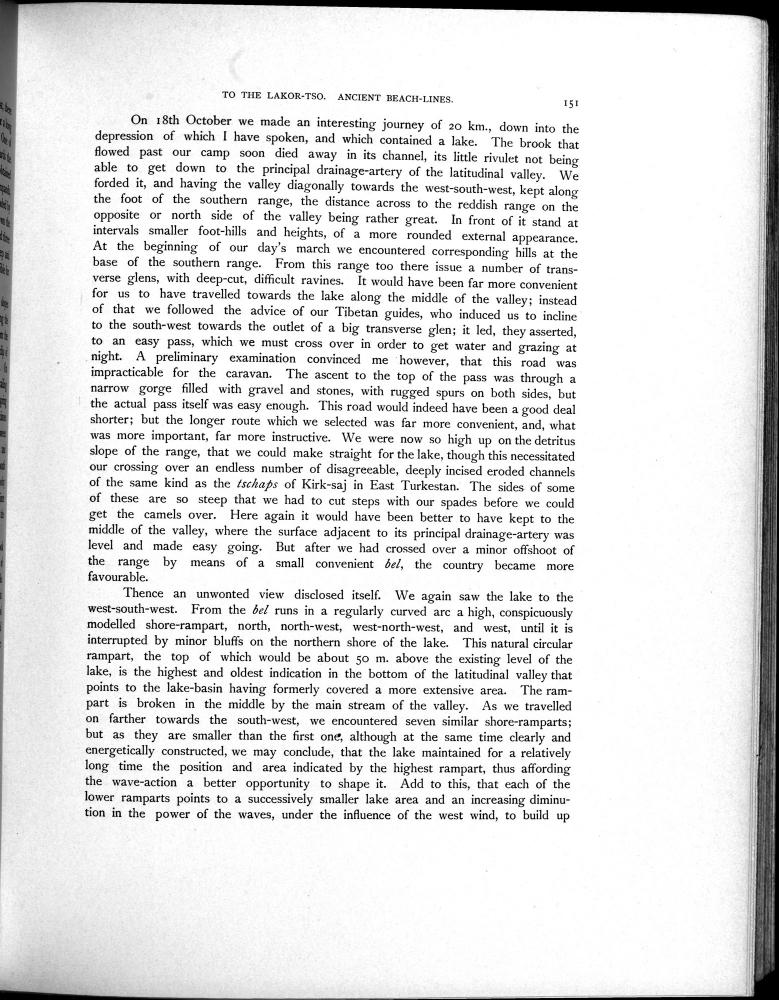 TO THE LAKOR-TSO. ANCIENT BEACH-LINES. 151
On 18th October we made an interesting journey of 20 km., down into the
depression of which I have spoken, and which contained a lake. The brook that
flowed past our camp soon died away in its channel, its little rivulet not being
able to get down to the principal drainage-artery of the latitudinal valley. We
forded it, and having the valley diagonally towards the west-south-west, kept along
the foot of the southern range, the distance across to the reddish range on the
opposite or north side of the valley being rather great. In front of it stand at
intervals smaller foot-hills and heights, of a more rounded external appearance.
At the beginning of our day's march we encountered corresponding hills at the
base of the southern range. From this range too there issue a number of trans-
verse glens, with deep-cut, difficult ravines. It would have been far more convenient
for us to have travelled towards the lake along the middle of the valley; instead
of that we followed the advice of our Tibetan guides, who induced us to incline
to the south-west towards the outlet of a big transverse glen; it led, they asserted,
to an easy pass, which we must cross over in order to get water and grazing at
night. A preliminary examination convinced me however, that this road was
impracticable for the caravan. The ascent to the top of the pass was through a
narrow gorge filled with gravel and stones, with rugged spurs on both sides, but
the actual pass itself was easy enough. This road would indeed have been a good deal
shorter; but the longer route which we selected was far more convenient, and, what
was more important, far more instructive. We were now so high up on the detritus
slope of the range, that we could make straight for the lake, though this necessitated
our crossing over an endless number of disagreeable, deeply incised eroded channels
of the same kind as the tschaps of Kirk-saj in East Turkestan. The sides of some
of these are so steep that we had to cut steps with our spades before we could
get the camels over. Here again it would have been better to have kept to the
middle of the valley, where the surface adjacent to its principal drainage-artery was
level and made easy going. But after we had crossed over a minor offshoot of
the range by means of a small convenient bel, the country became more
favourable.
Thence an unwonted view disclosed itself. We again saw the lake to the
west-south-west. From the bel runs in a regularly curved arc a high, conspicuously
modelled shore-rampart, north, north-west, west-north-west, and west, until it is
interrupted by minor bluffs on the northern shore of the lake. This natural circular
rampart, the top of which would be about 50 m. above the existing level of the
lake, is the highest and oldest indication in the bottom of the latitudinal valley that
points to the lake-basin having formerly covered a more extensive area. The ram-
part is broken in the middle by the main stream of the valley. As we travelled
on farther towards the south-west, we encountered seven similar shore-ramparts;
but as they are smaller than the first one, although at the same time clearly and
energetically constructed, we may conclude, that the lake maintained for a relatively
long time the position and area indicated by the highest rampart, thus affording
the wave-action a better opportunity to shape it. Add to this, that each of the
lower ramparts points to a successively smaller lake area and an increasing diminu-
tion in the power of the waves, under the influence of the west wind, to build up